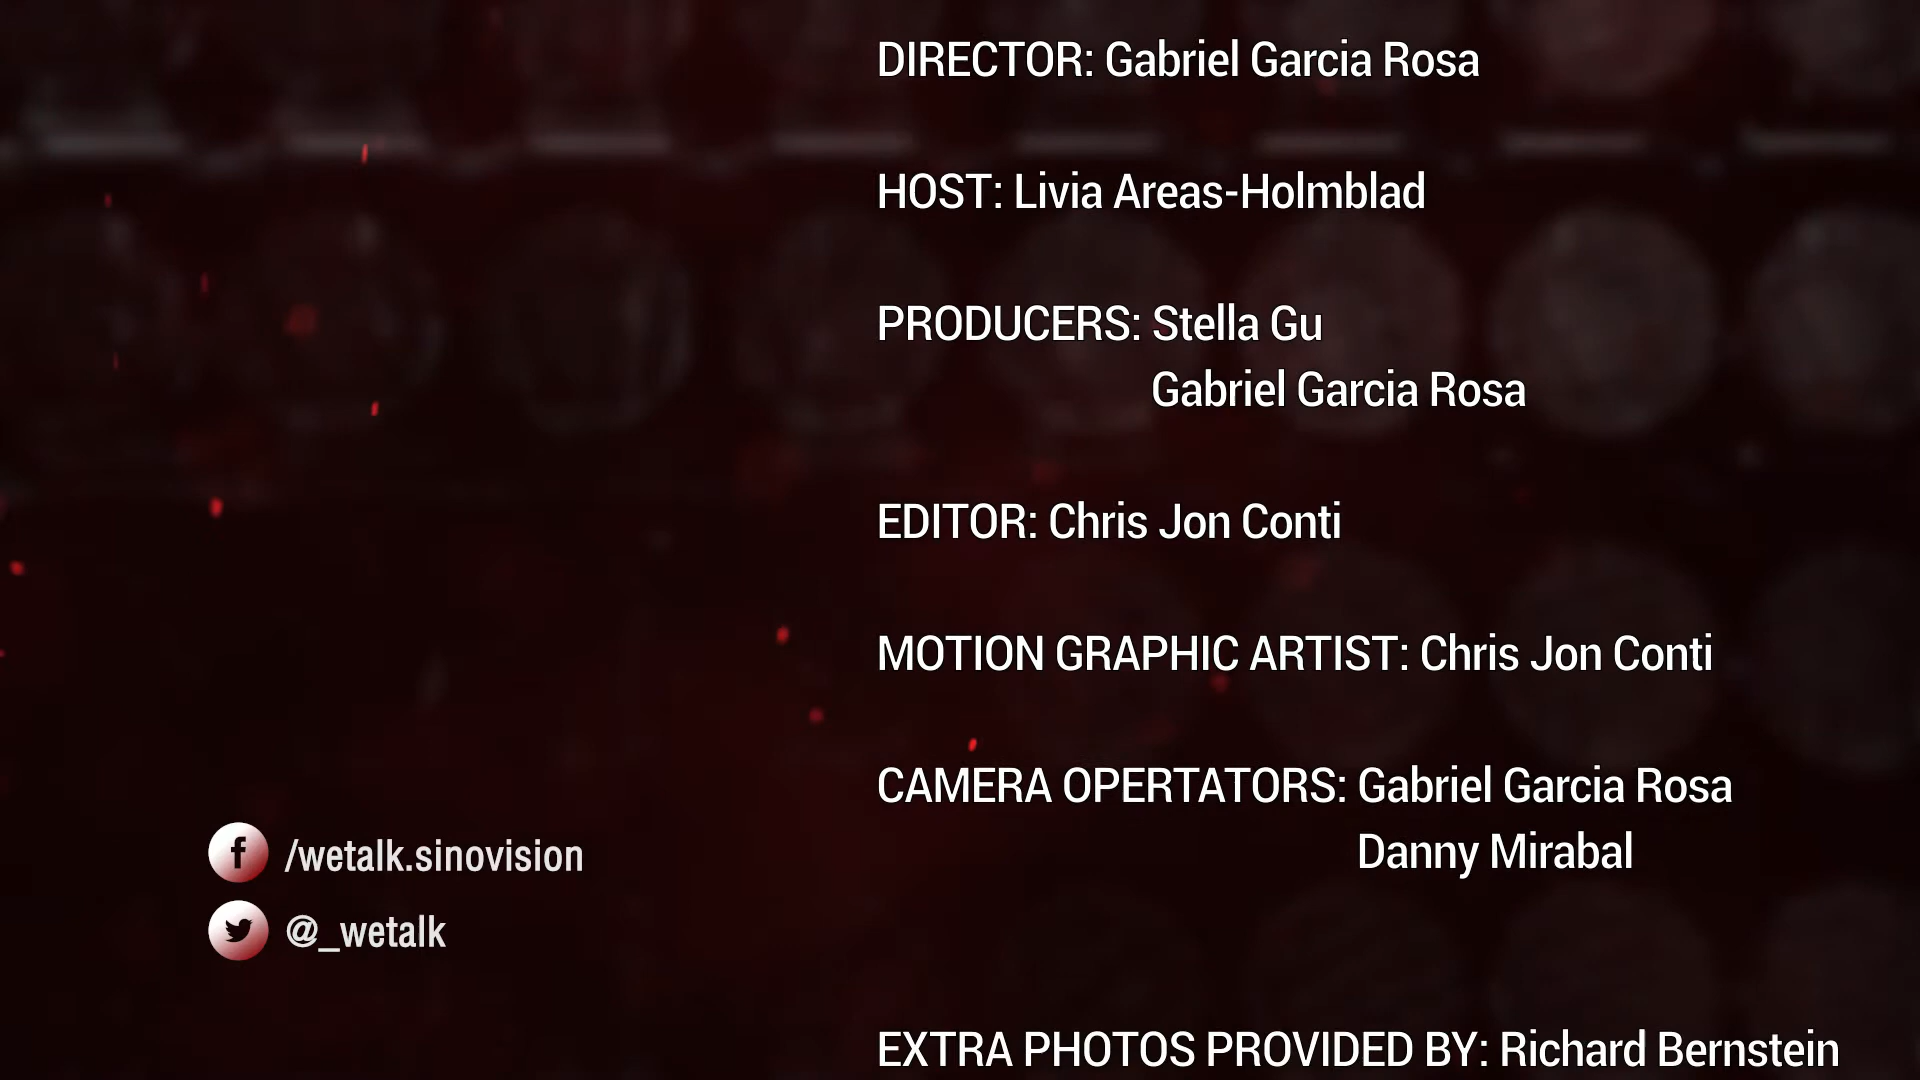 DIRECTOR: Gabriel Garcia Rosa
HOST: Livia Areas-Holmblad
PRODUCERS: Stella Gu
Gabriel Garcia Rosa
EDITOR: Chris Jon Conti
MOTION GRAPHIC ARTIST: Chris Jon Conti
CAMERA OPERTATORS: Gabriel Garcia Rosa
Danny Mirabal
EXTRA PHOTOS PROVIDED BY: Richard Bernstein
/wetalk.sinovision
@_wetalk